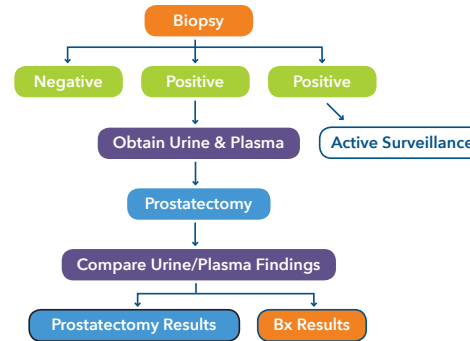 Biopsy
Negative
Positive
Positive
Obtain Urine & Plasma
Active Surveillance
Prostatectomy
Compare Urine/Plasma Findings
Prostatectomy Results
Bx Results